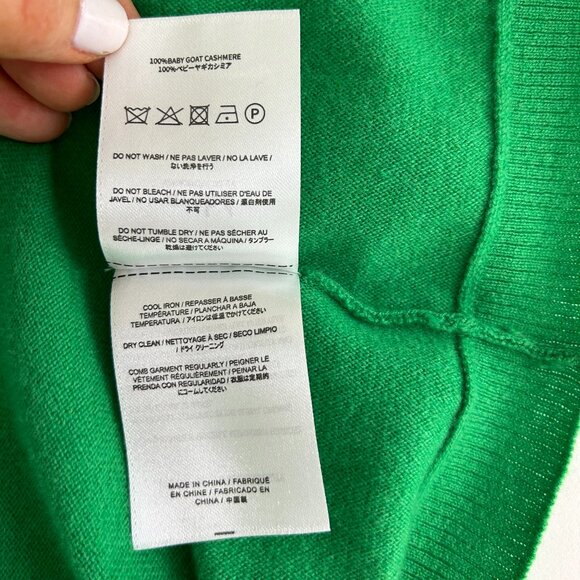 100%BABY GOAT CASHMERE
100%ベビーヤギカシミア
P
DO NOT WASH / NE PAS LAVER / NO LA LAVE /
ない洗浄を行う
DO NOT BLEACH / NE PAS UTILISER D'EAU DE
JAVEL / NO USAR BLANQUEADORES / 漂白剤使用
不可
DO NOT TUMBLE DRY / NE PAS SÉCHER AU
SÈCHE-LINGE / NO SECAR A MÁQUINA / タンブラー
乾燥は避けてください
COOL IRON / REPASSER À BASSE
TEMPÉRATURE / PLANCHAR A BAJA
TEMPERATURA / アイロンは低温でかけてください
DRY CLEAN / NETTOYAGE À SEC / SECO LIMPIO
/ ドライ クリーニング
COMB GARMENT REGULARLY / PEIGNER LE
VÊTEMENT RÉGULIÈREMENT / PEINAR LA
PRENDA CON REGULARIDAD / 衣服は定期的
にコームしてください
MADE IN CHINA / FABRIQUÉ
EN CHINE / FABRICADO EN
/ 中国製